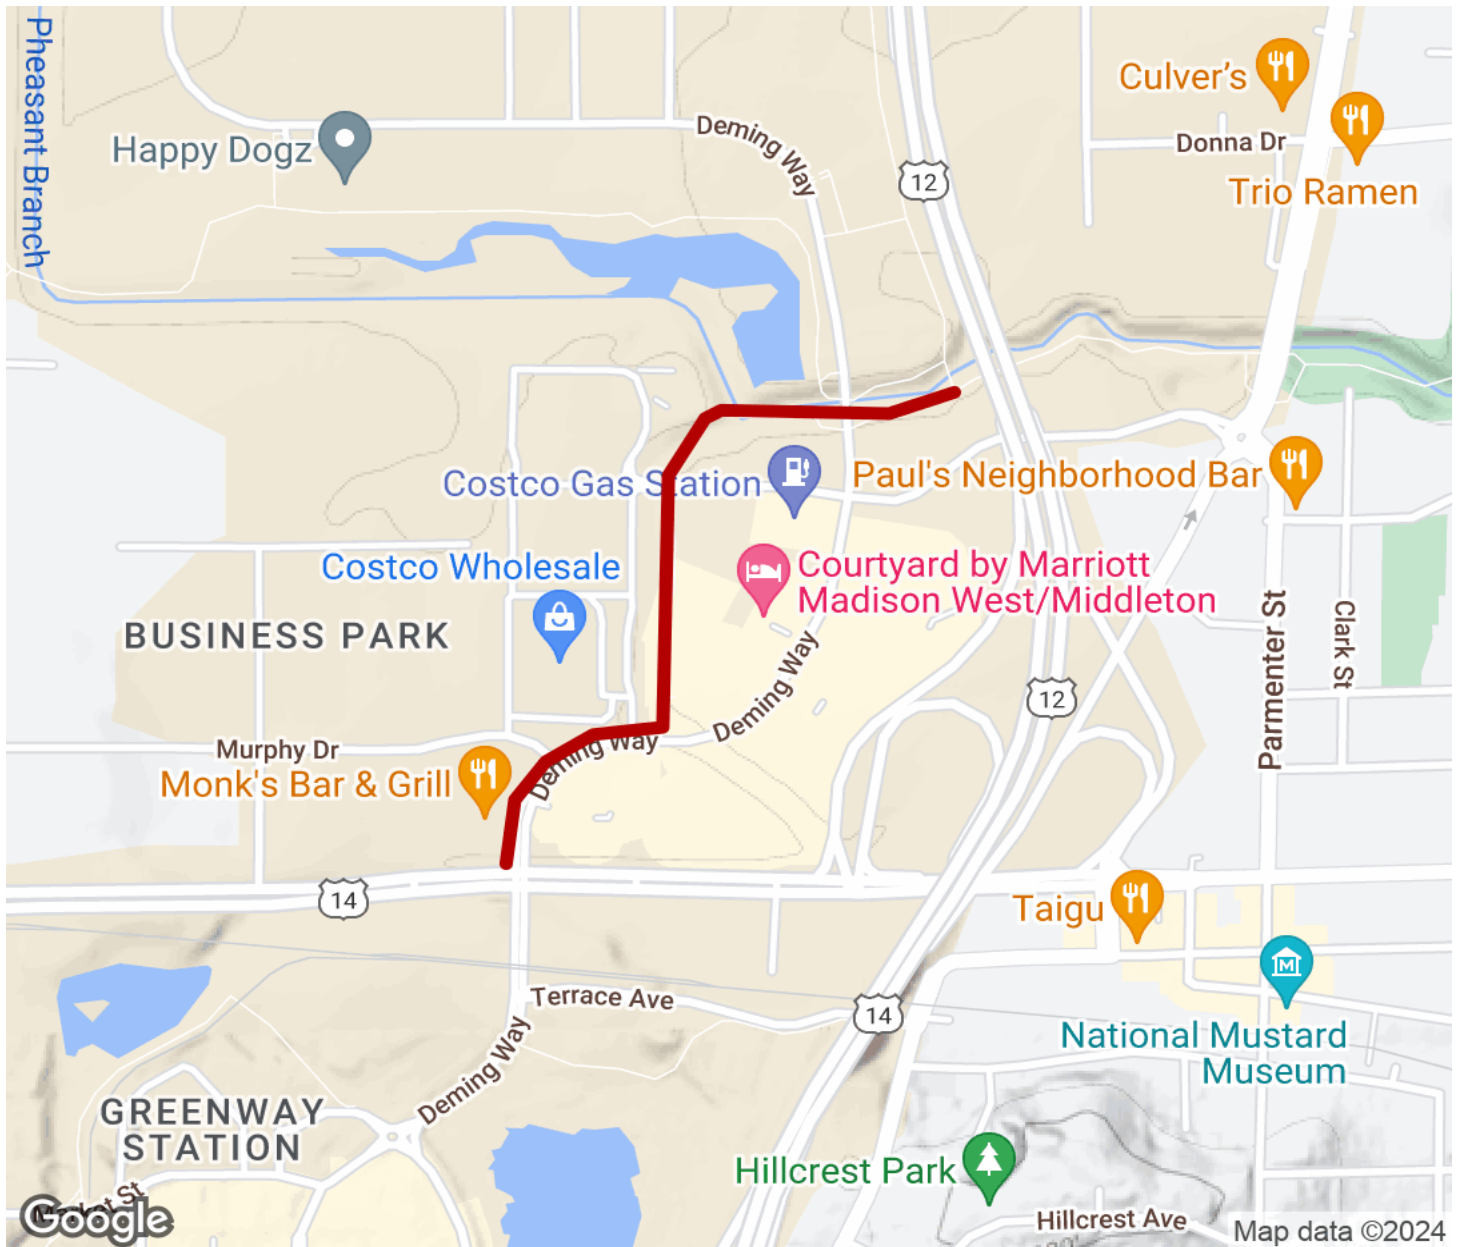 Pheasant Branch
Culver's
Deming Way
Donna Dr
Happy Dogz
12
Trio Ramen
Costco Gas Station
Paul's Neighborhood Bar
Costco Wholesale
Courtyard by Marriott
Madison West/Middleton
BUSINESS PARK
Parmenter St
Clark St
Deming Way
12
Murphy Dr
Deming Way
Monk's Bar & Grill
14
Taigu
Terrace Ave
14
National Mustard
Museum
Deming Way
GREENWAY
STATION
Hillcrest Park
Market St
Google
Hillcrest Ave
Map data ©2024